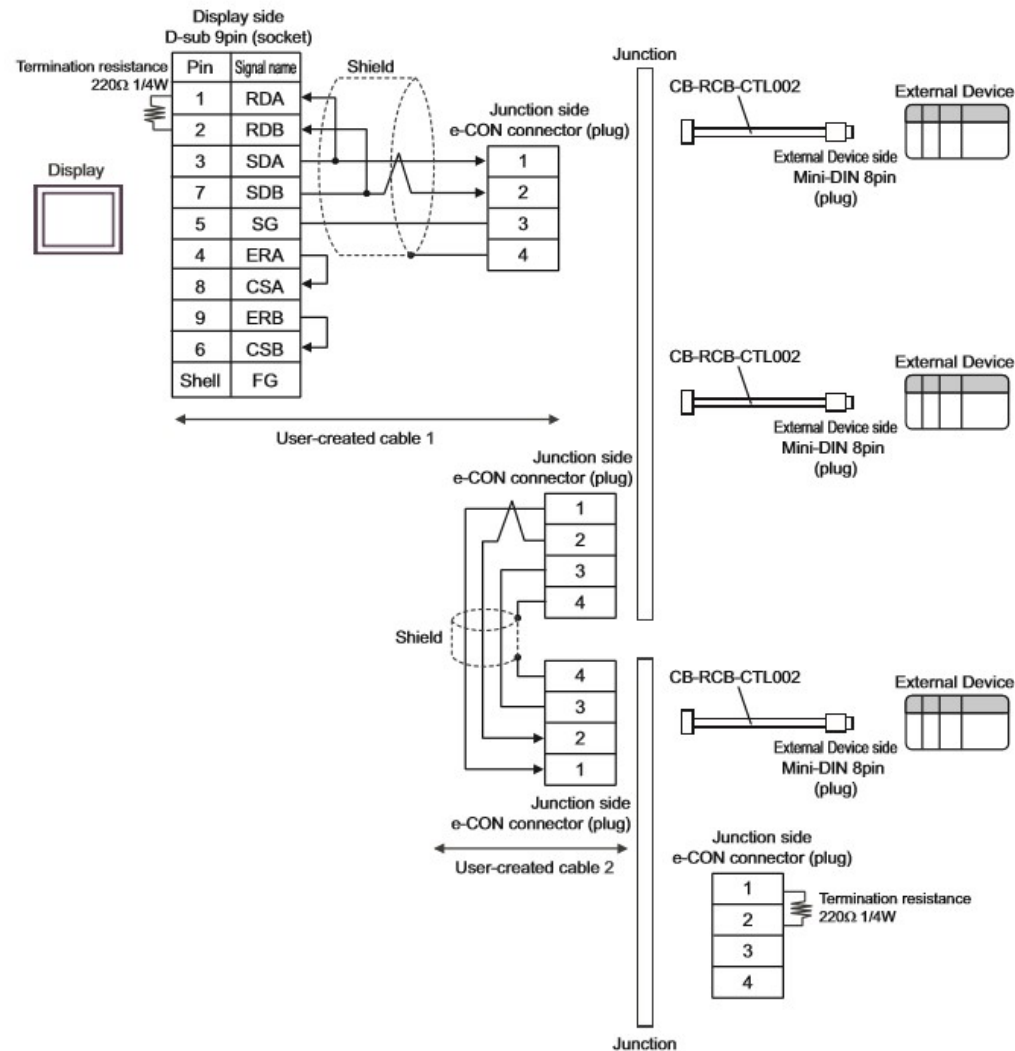 Display side
D-sub 9pin (socket)
Termination resistance
220Ω 1/4W
Pin Signal name
1 RDA
2 RDB
3 SDA
7 SDB
5 SG
4 ERA
8 CSA
9 ERB
6 CSB
Shell FG
Display
Shield
Junction side
e-CON connector (plug)
1
2
3
4
User-created cable 1
Junction
CB-RCB-CTL002
External Device
External Device side
Mini-DIN 8pin
(plug)
CB-RCB-CTL002
External Device
External Device side
Mini-DIN 8pin
(plug)
Junction side
e-CON connector (plug)
1
2
3
4
Shield
4
3
2
1
Junction side
e-CON connector (plug)
User-created cable 2
CB-RCB-CTL002
External Device
External Device side
Mini-DIN 8pin
(plug)
Junction side
e-CON connector (plug)
1
2
3
4
Termination resistance
220Ω 1/4W
Junction